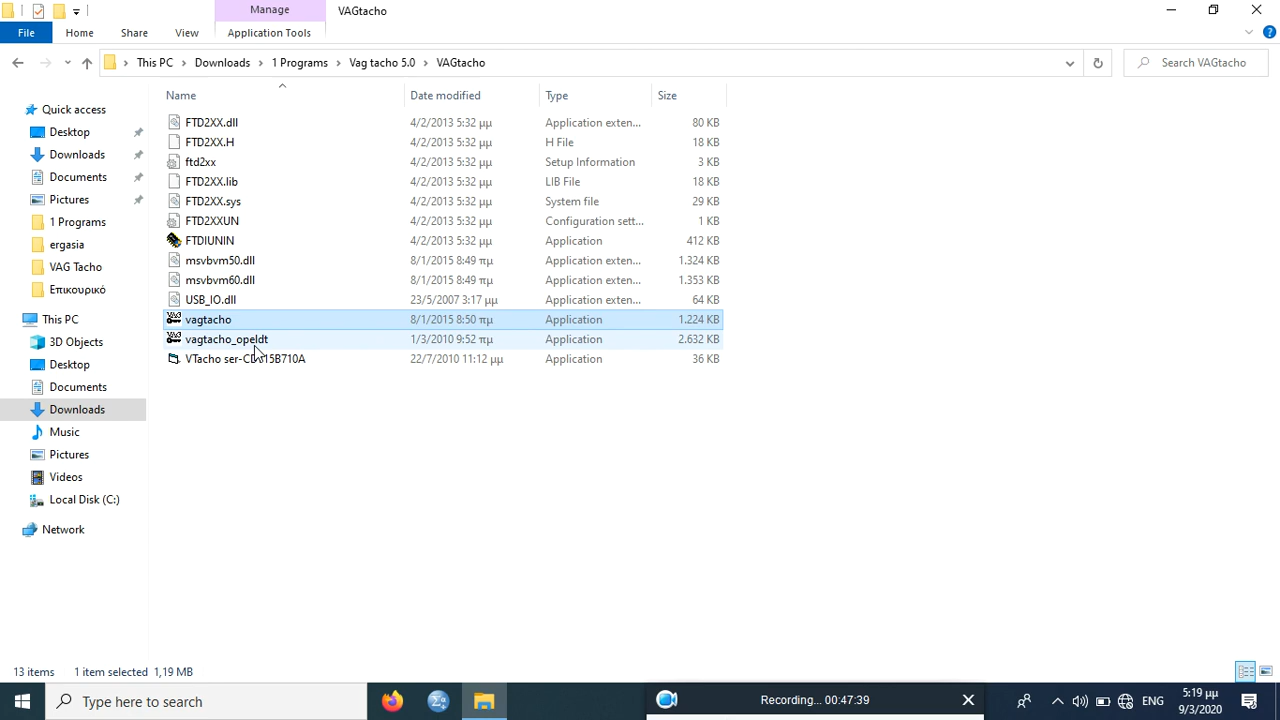 Manage
VAGtacho
File
Home
Share
View
Application Tools
This PC
Downloads
1 Programs
Vag tacho 5.0
VAGtacho
Search VAGtacho
Name
Date modified
Type
Size
Quick access
Desktop
Downloads
Documents
Pictures
1 Programs
ergasia
VAG Tacho
Επικουρικό
This PC
3D Objects
Desktop
Documents
Downloads
Music
Pictures
Videos
Local Disk (C:)
Network
FTD2XX.dll 4/2/2013 5:32 μμ Application exten... 80 KB
FTD2XX.H 4/2/2013 5:32 μμ H File 18 KB
ftd2xx 4/2/2013 5:32 μμ Setup Information 3 KB
FTD2XX.lib 4/2/2013 5:32 μμ LIB File 18 KB
FTD2XX.sys 4/2/2013 5:32 μμ System file 29 KB
FTD2XXUN 4/2/2013 5:32 μμ Configuration sett... 1 KB
FTDIUNIN 4/2/2013 5:32 μμ Application 412 KB
msvbvm50.dll 8/1/2015 8:49 πμ Application exten... 1.324 KB
msvbvm60.dll 8/1/2015 8:49 πμ Application exten... 1.353 KB
USB_IO.dll 23/5/2007 3:17 μμ Application exten... 64 KB
vagtacho 8/1/2015 8:50 πμ Application 1.224 KB
vagtacho_opeldt 1/3/2010 9:52 πμ Application 2.632 KB
VTacho 22/7/2010 11:12 μμ Application 36 KB
13 items
1 item selected 1,19 MB
Type here to search
Recording... 00:47:39
ENG
5:19 μμ
9/3/2020